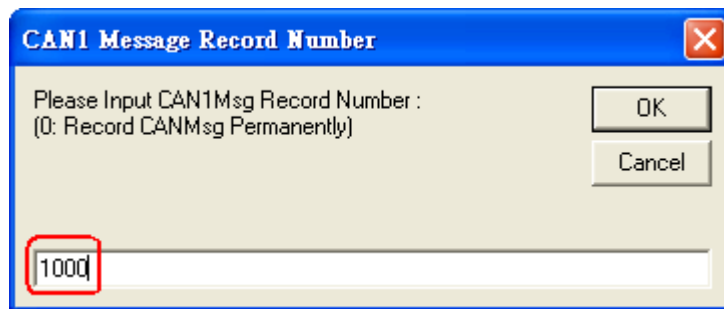 CAN1 Message Record Number
Please Input CAN1Msg Record Number :
(0: Record CANMsg Permanently)
OK
Cancel
1000